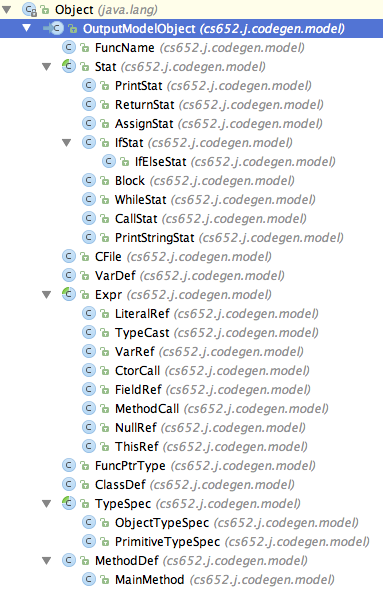 Object (java.lang)
OutputModelObject (cs652.j.codegen.model)
FuncName (cs652.j.codegen.model)
Stat (cs652.j.codegen.model)
PrintStat (cs652.j.codegen.model)
ReturnStat (cs652.j.codegen.model)
AssignStat (cs652.j.codegen.model)
IfStat (cs652.j.codegen.model)
IfElseStat (cs652.j.codegen.model)
Block (cs652.j.codegen.model)
WhileStat (cs652.j.codegen.model)
CallStat (cs652.j.codegen.model)
PrintStringStat (cs652.j.codegen.model)
CFile (cs652.j.codegen.model)
VarDef (cs652.j.codegen.model)
Expr (cs652.j.codegen.model)
LiteralRef (cs652.j.codegen.model)
TypeCast (cs652.j.codegen.model)
VarRef (cs652.j.codegen.model)
CtorCall (cs652.j.codegen.model)
FieldRef (cs652.j.codegen.model)
MethodCall (cs652.j.codegen.model)
NullRef (cs652.j.codegen.model)
ThisRef (cs652.j.codegen.model)
FuncPtrType (cs652.j.codegen.model)
ClassDef (cs652.j.codegen.model)
TypeSpec (cs652.j.codegen.model)
ObjectTypeSpec (cs652.j.codegen.model)
PrimitiveTypeSpec (cs652.j.codegen.model)
MethodDef (cs652.j.codegen.model)
MainMethod (cs652.j.codegen.model)